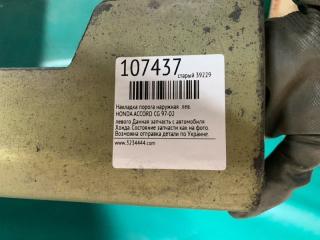 107437
старый 39229
Накладка порога наружная лев.
HONDA ACCORD CG 97-02
левого Данная запчасть с автомобиля
Хонда. Состояние запчасти как на фото.
Возможна отправка детали по Украине.
www.5234444.com